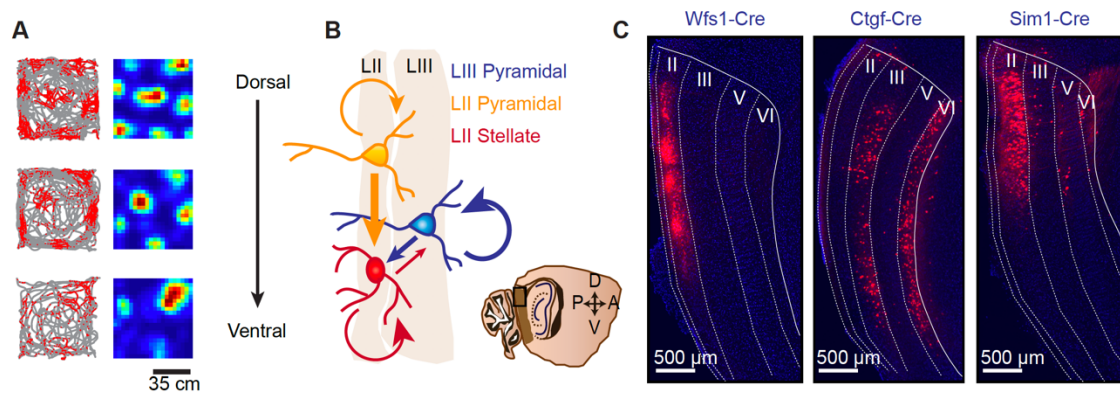 A
Dorsal
Ventral
35 cm
B
LII LIII
LIII Pyramidal
LII Pyramidal
LII Stellate
D
P A
V
C
Wfs1-Cre Ctgf-Cre Sim1-Cre
II III V VI
II III V VI
II III V VI
500 µm 500 µm 500 µm